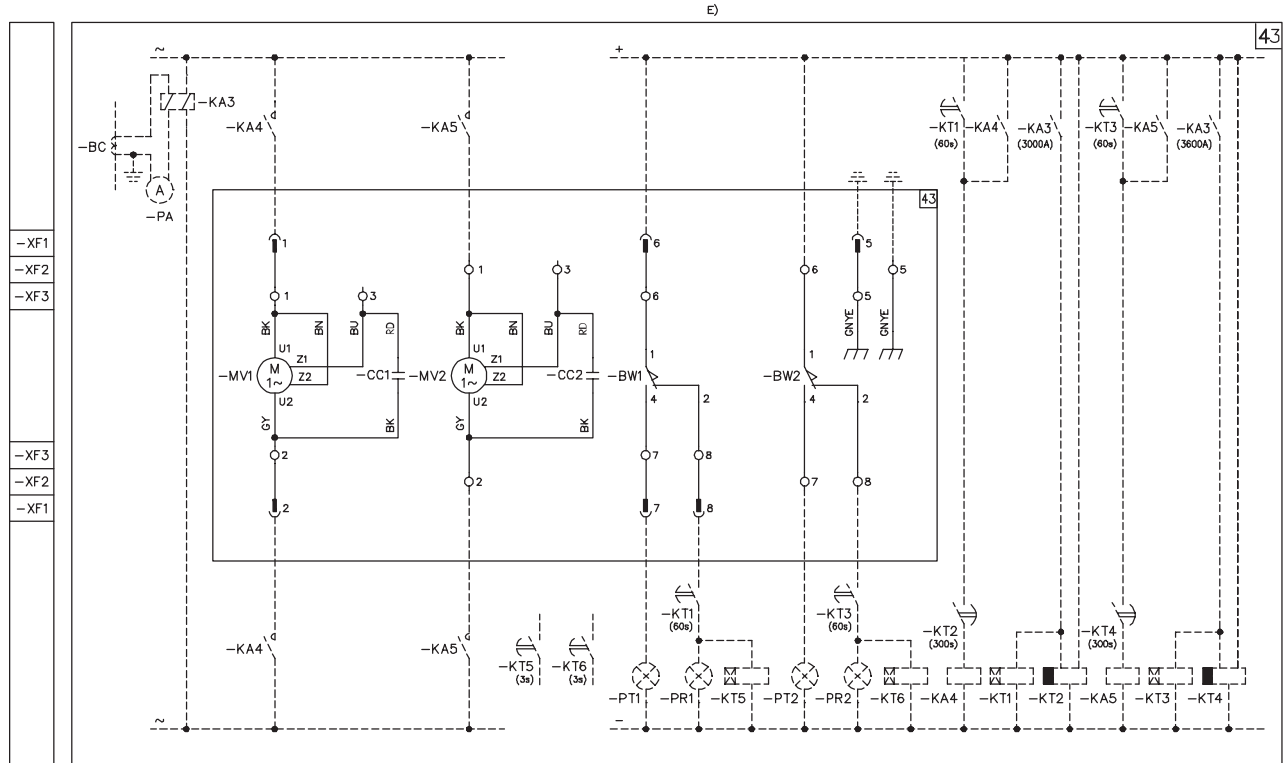 E)
43
~
+
-KA3
-KA4
-KA5
-KT1
(60s)
-KA4
-KA3
(3000A)
-KT3
(60s)
-KA5
-KA3
(3600A)
-BC
A
-PA
43
-XF1
-XF2
-XF3
1
1
3
1
1
3
6
6
6
5
5
5
BK
BN
BU
RD
BK
BN
BU
RD
GNYE
GNYE
U1
Z1
Z2
U2
M
1~
-MV1
-CC1
U1
Z1
Z2
U2
M
1~
-MV2
-CC2
1
-BW1
4
2
1
-BW2
4
2
GY
BK
GY
BK
-XF3
-XF2
-XF1
2
2
2
7
8
7
8
7
8
-KA4
-KA5
-KT5
(3s)
-KT6
(3s)
-KT1
(60s)
-KT3
(60s)
-KT2
(300s)
-KT4
(300s)
-PT1
-PR1
-KT5
-PT2
-PR2
-KT6
-KA4
-KT1
-KT2
-KA5
-KT3
-KT4
~
-